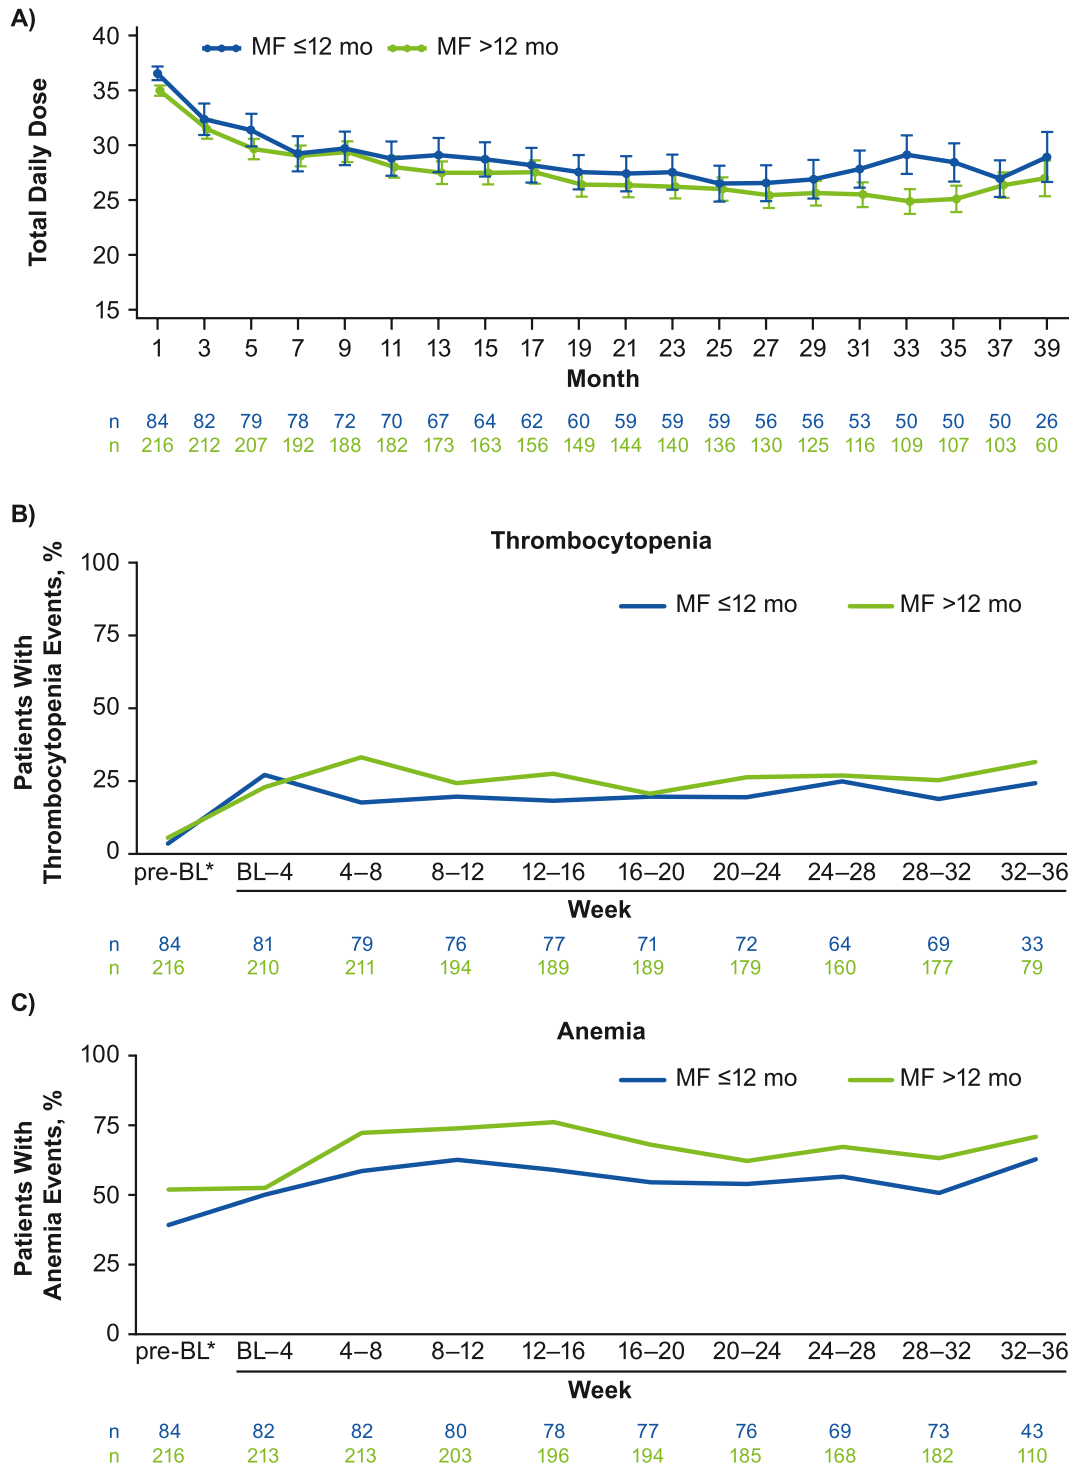 A)
MF ≤12 mo MF >12 mo
Total Daily Dose
40
35
30
25
20
15
1 3 5 7 9 11 13 15 17 19 21 23 25 27 29 31 33 35 37 39
Month
n 84 82 79 78 72 70 67 64 62 60 59 59 59 56 56 53 50 50 50 26
n 216 212 207 192 188 182 173 163 156 149 144 140 136 130 125 116 109 107 103 60
B)
Thrombocytopenia
MF ≤12 mo MF >12 mo
Patients With
Thrombocytopenia Events, %
100
75
50
25
0
pre-BL* BL–4 4–8 8–12 12–16 16–20 20–24 24–28 28–32 32–36
Week
n 84 81 79 76 77 71 72 64 69 33
n 216 210 211 194 189 189 179 160 177 79
C)
Anemia
MF ≤12 mo MF >12 mo
Patients With
Anemia Events, %
100
75
50
25
0
pre-BL* BL–4 4–8 8–12 12–16 16–20 20–24 24–28 28–32 32–36
Week
n 84 82 82 80 78 77 76 69 73 43
n 216 213 213 203 196 194 185 168 182 110